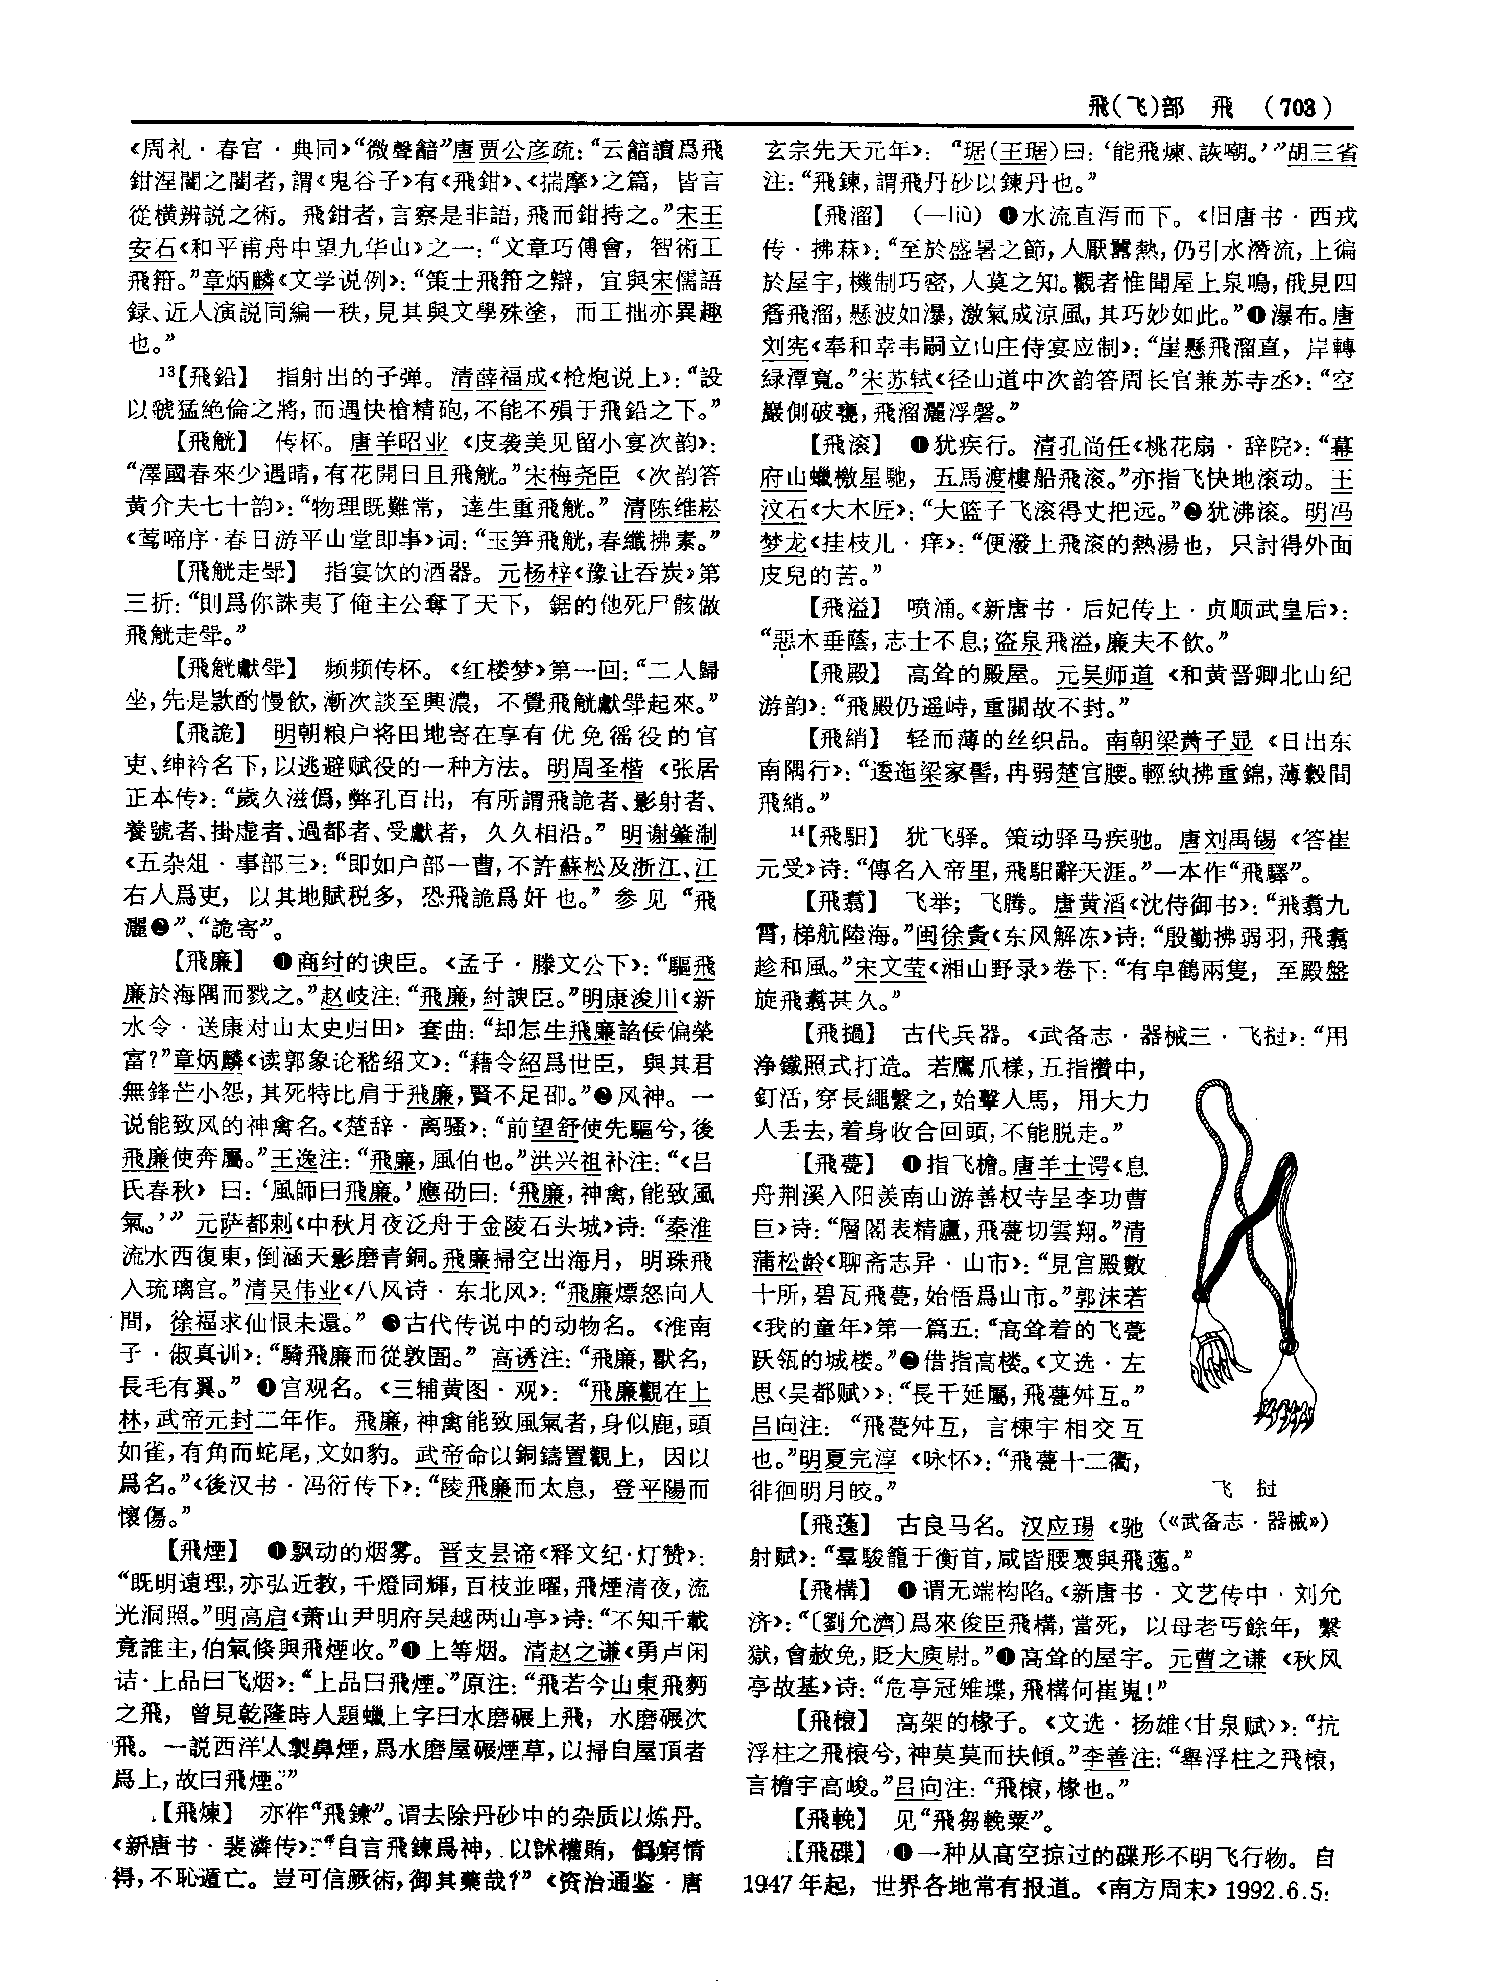 飛(飞)部　飛　(703)
《周礼·春官·典同》“微聲韽”唐贾公彦疏：“云韽讀爲飛
鉗涅闇之闇者，謂《鬼谷子》有《飛鉗》、《揣摩》之篇，皆言
從横辨説之術。飛鉗者，言察是非語，飛而鉗持之。”宋王
安石《和平甫舟中望九华山》之一：“文章巧傅會，智術工
飛箝。”章炳麟《文学说例》：“策士飛箝之辯，宜與宋儒語
録、近人演説同編一秩，見其與文學殊塗，而工拙亦異趣
也。”
¹³【飛鉛】　指射出的子弹。清薛福成《枪炮说上》：“設
以虢猛絶倫之將，而遇快槍精砲，不能不殞于飛鉛之下。”
【飛觥】　传杯。唐羊昭业《皮袭美见留小宴次韵》：
“澤國春來少遇晴，有花開日且飛觥。”宋梅尧臣《次韵答
黄介夫七十韵》：“物理既難常，達生重飛觥。”清陈维崧
《莺啼序·春日游平山堂即事》词：“玉笋飛觥，春纖拂素。”
【飛觥走斝】　指宴饮的酒器。元杨梓《豫让吞炭》第
三折：“則爲你誅夷了俺主公奪了天下，鋸的他死尸骸做
飛觥走斝。”
【飛觥獻斝】　频频传杯。《红楼梦》第一回：“二人歸
坐，先是款酌慢飲，漸次談至興濃，不覺飛觥獻斝起來。”
【飛詭】　明朝粮户将田地寄在享有优免徭役的官
吏、绅衿名下，以逃避赋役的一种方法。明周圣楷《张居
正本传》：“歲久滋僞，弊孔百出，有所謂飛詭者、影射者、
養號者、掛虚者、過都者、受獻者，久久相沿。”明谢肇淛
《五杂俎·事部三》：“即如户部一曹，不許蘇松及浙江、江
右人爲吏，以其地賦税多，恐飛詭爲奸也。”参见“飛
灑❷”、“詭寄”。
【飛廉】　❶商纣的谀臣。《孟子·滕文公下》：“驅飛
廉於海隅而戮之。”赵岐注：“飛廉，紂諛臣。”明康浚川《新
水令·送康对山太史归田》套曲：“却怎生飛廉諂佞偏榮
富？”章炳麟《读郭象论嵇绍文》：“藉令紹爲世臣，與其君
無鋒芒小怨，其死特比肩于飛廉，賢不足邵。”❷风神。一
说能致风的神禽名。《楚辞·离骚》：“前望舒使先驅兮，後
飛廉使奔屬。”王逸注：“飛廉，風伯也。”洪兴祖补注：“《吕
氏春秋》曰：‘風師曰飛廉。’應劭曰：‘飛廉，神禽，能致風
氣。’”元萨都剌《中秋月夜泛舟于金陵石头城》诗：“秦淮
流水西復東，倒涵天影磨青銅。飛廉掃空出海月，明珠飛
入琉璃宫。”清吴伟业《八风诗·东北风》：“飛廉熛怒向人
間，徐福求仙恨未還。”❸古代传说中的动物名。《淮南
子·俶真训》：“騎飛廉而從敦圄。”高诱注：“飛廉，獸名，
長毛有翼。”❹宫观名。《三辅黄图·观》：“飛廉觀在上
林，武帝元封二年作。飛廉，神禽能致風氣者，身似鹿，頭
如雀，有角而蛇尾，文如豹。武帝命以銅鑄置觀上，因以
爲名。”《後汉书·冯衍传下》：“陵飛廉而太息，登平陽而
懷傷。”
【飛煙】　❶飘动的烟雾。晋支昙谛《释文纪·灯赞》：
“既明遠理，亦弘近教，千燈同輝，百枝並曜，飛煙清夜，流
光洞照。”明高启《萧山尹明府吴越两山亭》诗：“不知千載
竟誰主，伯氣倏與飛煙收。”❷上等烟。清赵之谦《勇卢闲
诘·上品曰飞烟》：“上品曰飛煙。”原注：“飛若今山東飛麪
之飛，曾見乾隆時人題蠟上字曰水磨碾上飛，水磨碾次
飛。一説西洋人製鼻煙，爲水磨屋碾煙草，以掃自屋頂者
爲上，故曰飛煙。”
【飛煉】　亦作“飛鍊”。谓去除丹砂中的杂质以炼丹。
《新唐书·裴潾传》：“自言飛鍊爲神，以訹權賄，僞窮情
得，不恥遁亡。豈可信厥術，御其藥哉？”《资治通鉴·唐
玄宗先天元年》：“琚(王琚)曰：‘能飛煉、詼嘲。’”胡三省
注：“飛鍊，謂飛丹砂以鍊丹也。”
【飛溜】　(—liù)　❶水流直泻而下。《旧唐书·西戎
传·拂菻》：“至於盛暑之節，人厭囂熱，仍引水潛流，上徧
於屋宇，機制巧密，人莫之知。觀者惟聞屋上泉鳴，俄見四
簷飛溜，懸波如瀑，激氣成涼風，其巧妙如此。”❷瀑布。唐
刘宪《奉和幸韦嗣立山庄侍宴应制》：“崖懸飛溜直，岸轉
緑潭寬。”宋苏轼《径山道中次韵答周长官兼苏寺丞》：“空
巖側破甕，飛溜灑浮磬。”
【飛滚】　❶犹疾行。清孔尚任《桃花扇·辞院》：“幕
府山蠟檄星馳，五馬渡樓船飛滚。”亦指飞快地滚动。王
汶石《大木匠》：“大篮子飞滚得丈把远。”❷犹沸滚。明冯
梦龙《挂枝儿·痒》：“便潑上飛滚的熱湯也，只討得外面
皮兒的苦。”
【飛溢】　喷涌。《新唐书·后妃传上·贞顺武皇后》：
“惡木垂蔭，志士不息；盗泉飛溢，廉夫不飲。”
【飛殿】　高耸的殿屋。元吴师道《和黄晋卿北山纪
游韵》：“飛殿仍遥峙，重關故不封。”
【飛綃】　轻而薄的丝织品。南朝梁萧子显《日出东
南隅行》：“逶迤梁家髻，冉弱楚宫腰。輕紈拂重錦，薄縠間
飛綃。”
¹⁴【飛馹】　犹飞驿。策动驿马疾驰。唐刘禹锡《答崔
元受》诗：“傳名入帝里，飛馹辭天涯。”一本作“飛驛”。
【飛翥】　飞举；飞腾。唐黄滔《沈侍御书》：“飛翥九
霄，梯航陸海。”闽徐夤《东风解冻》诗：“殷勤拂弱羽，飛翥
趁和風。”宋文莹《湘山野录》卷下：“有皁鶴兩隻，至殿盤
旋飛翥甚久。”
【飛撾】　古代兵器。《武备志·器械三·飞挝》：“用
浄鐵照式打造。若鷹爪樣，五指攢中，
釘活，穿長繩繫之，始擊人馬，用大力
人丢去，着身收合回頭，不能脱走。”
【飛甍】　❶指飞檐。唐羊士谔《息
舟荆溪入阳羡南山游善权寺呈李功曹
巨》诗：“層閣表精廬，飛甍切雲翔。”清
蒲松龄《聊斋志异·山市》：“見宫殿數
十所，碧瓦飛甍，始悟爲山市。”郭沫若
《我的童年》第一篇五：“高耸着的飞甍
跃瓴的城楼。”❷借指高楼。《文选·左
思〈吴都赋〉》：“長干延屬，飛甍舛互。”
吕向注：“飛甍舛互，言棟宇相交互
也。”明夏完淳《咏怀》：“飛甍十二衢，
徘徊明月皎。”
飞　挝
(《武备志·器械》)
【飛𨘷】　古良马名。汉应瑒《驰
射赋》：“羣駿籠于衡首，咸皆腰褭與飛𨘷。”
【飛構】　❶谓无端构陷。《新唐书·文艺传中·刘允
济》：“〔劉允濟〕爲來俊臣飛構，當死，以母老丐餘年，繫
獄，會赦免，貶大庾尉。”❷高耸的屋宇。元曹之谦《秋风
亭故基》诗：“危亭冠雉堞，飛構何崔嵬！”
【飛榱】　高架的椽子。《文选·扬雄〈甘泉赋〉》：“抗
浮柱之飛榱兮，神莫莫而扶傾。”李善注：“舉浮柱之飛榱，
言檐宇高峻。”吕向注：“飛榱，椽也。”
【飛輓】　见“飛芻輓粟”。
【飛碟】　❶一种从高空掠过的碟形不明飞行物。自
1947年起，世界各地常有报道。《南方周末》1992.6.5：